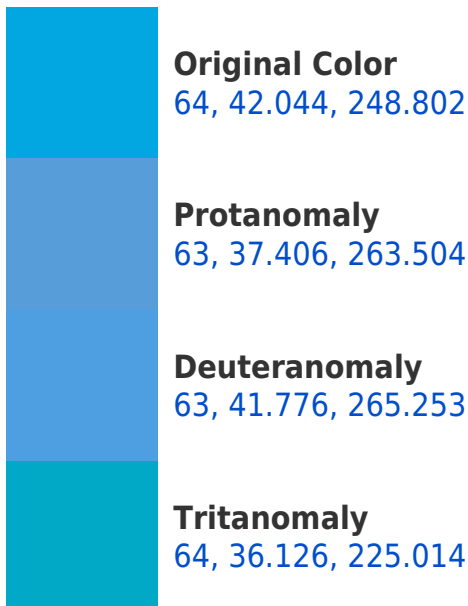 Original Color
64, 42.044, 248.802
Protanomaly
63, 37.406, 263.504
Deuteranomaly
63, 41.776, 265.253
Tritanomaly
64, 36.126, 225.014